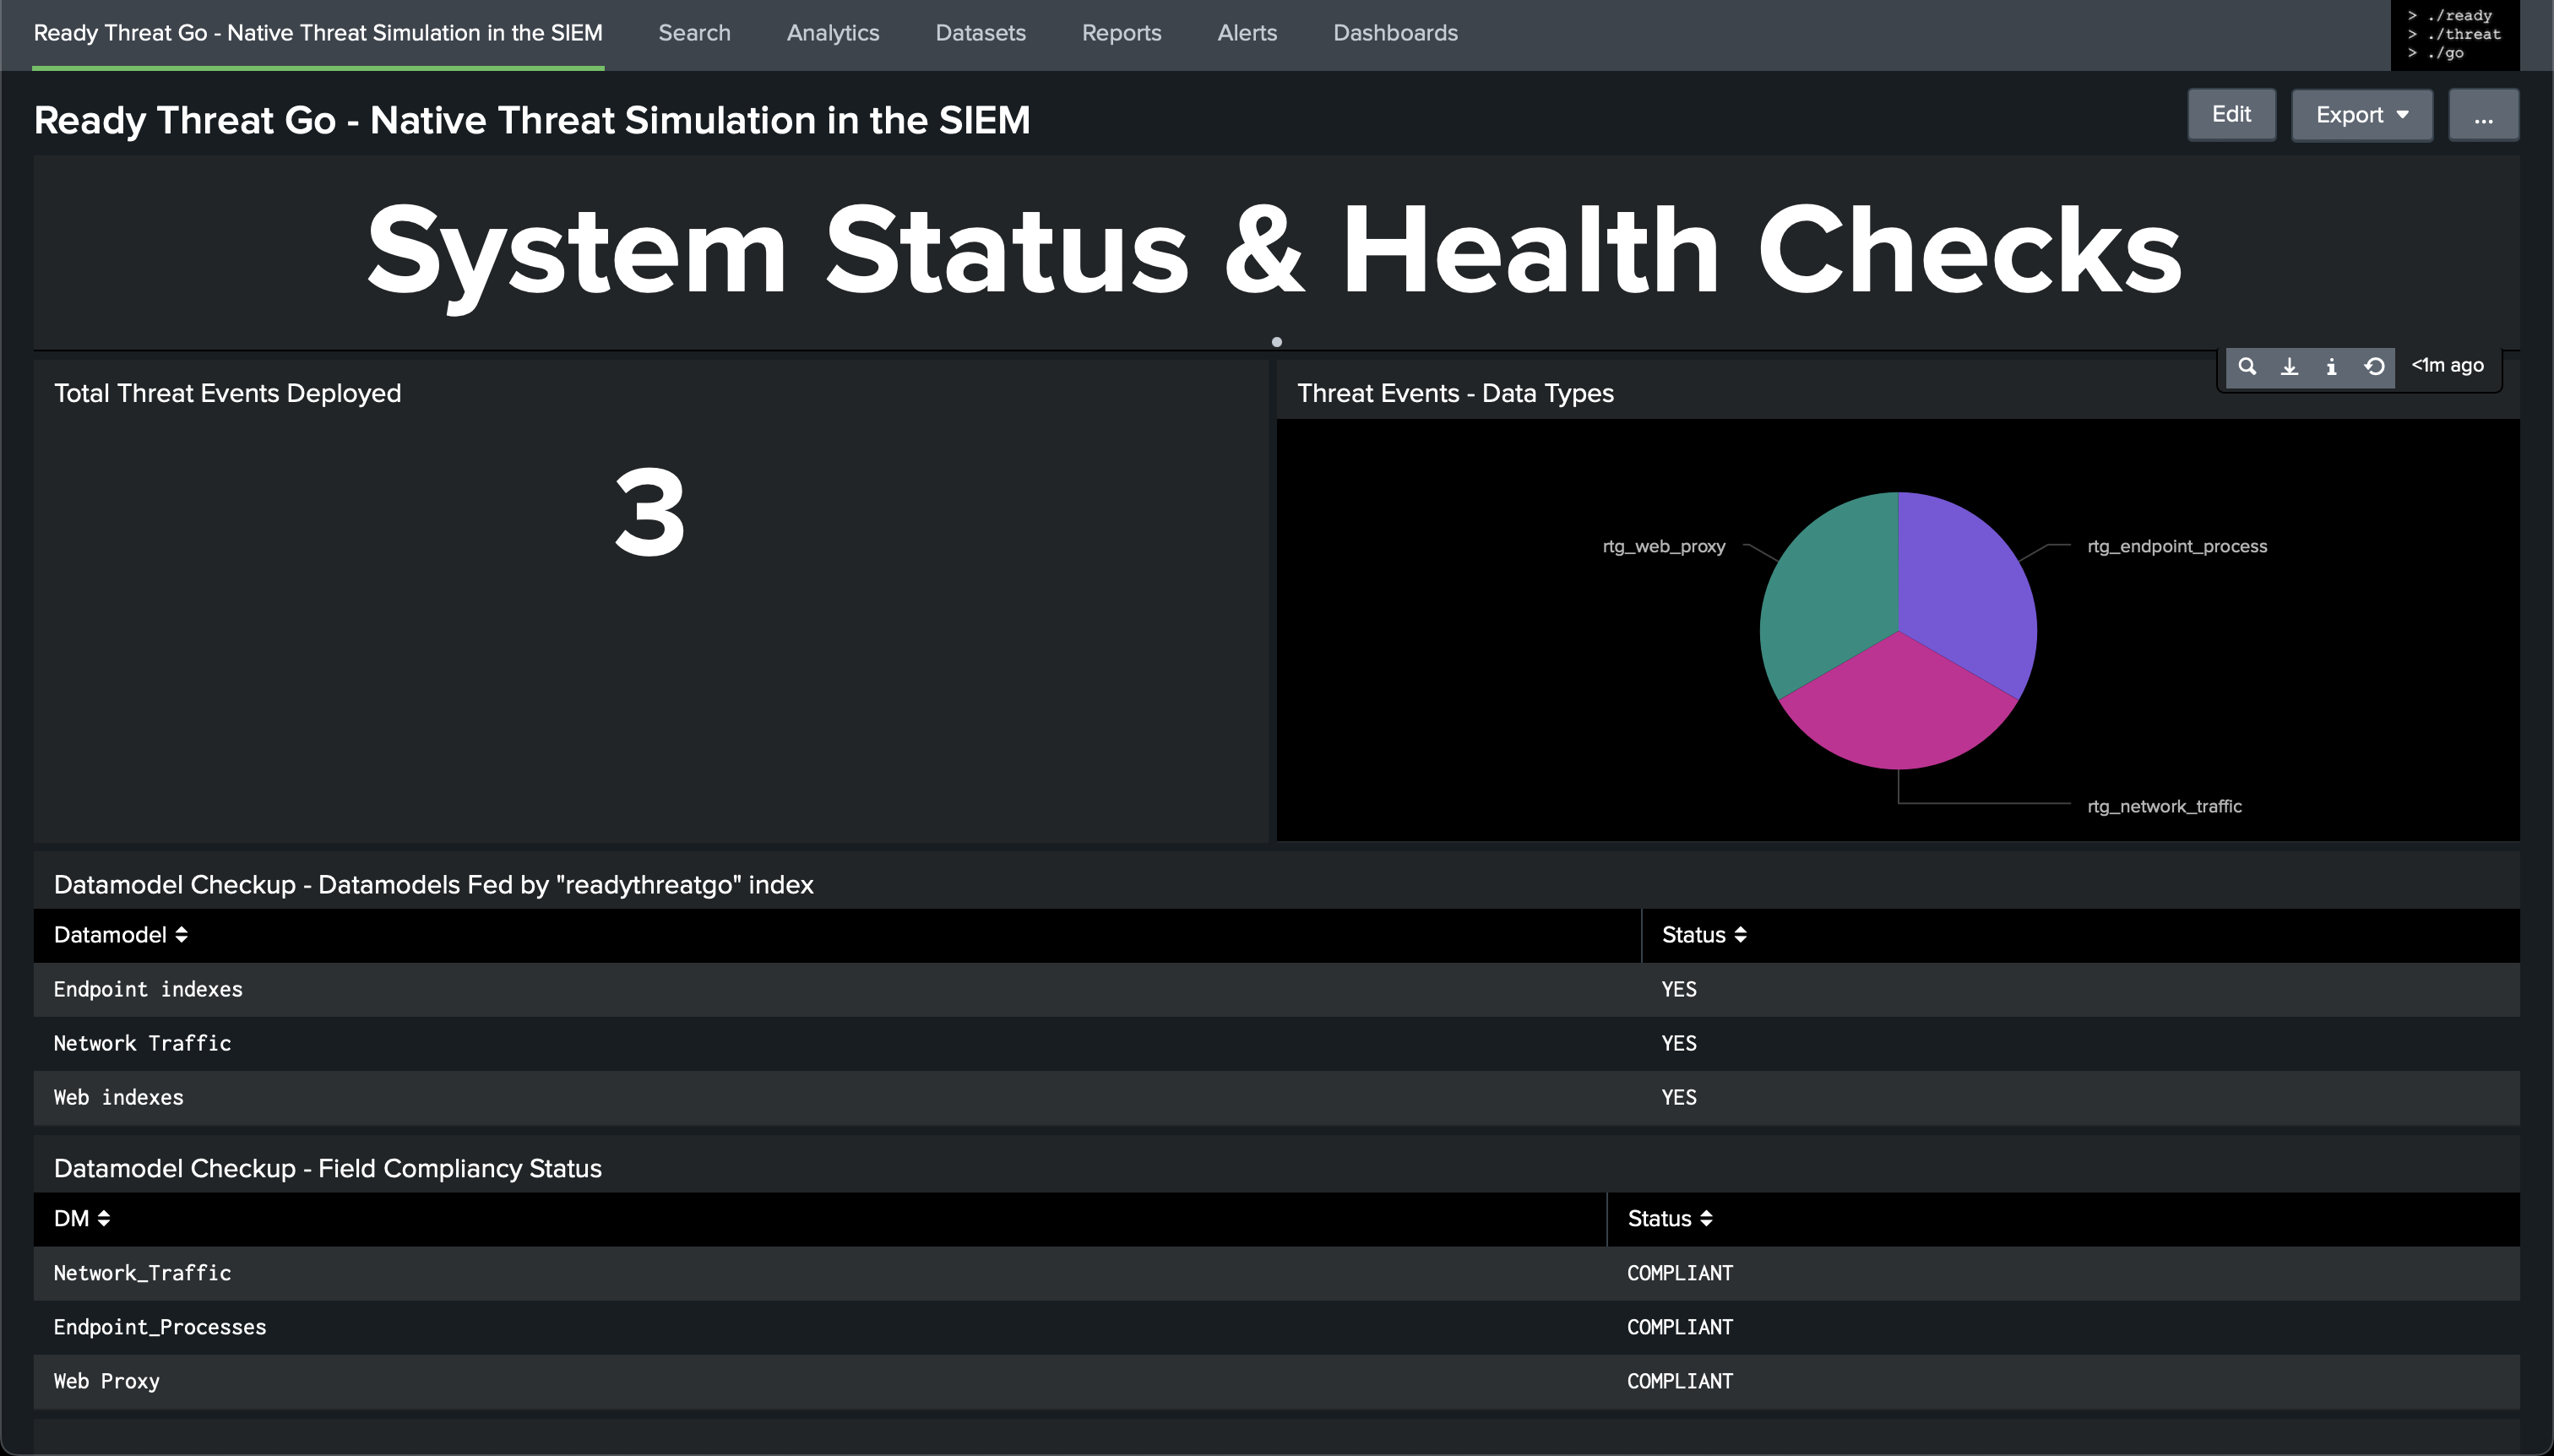 Ready Threat Go - Native Threat Simulation in the SIEM Search Analytics Datasets Reports Alerts Dashboards
> ./ready
> ./threat
> ./go
Ready Threat Go - Native Threat Simulation in the SIEM
Edit Export ...
System Status & Health Checks
<1m ago
Total Threat Events Deployed
3
Threat Events - Data Types
rtg_web_proxy
rtg_endpoint_process
rtg_network_traffic
Datamodel Checkup - Datamodels Fed by "readythreatgo" index
Datamodel Status
Endpoint indexes YES
Network Traffic YES
Web indexes YES
Datamodel Checkup - Field Compliancy Status
DM Status
Network_Traffic COMPLIANT
Endpoint_Processes COMPLIANT
Web Proxy COMPLIANT